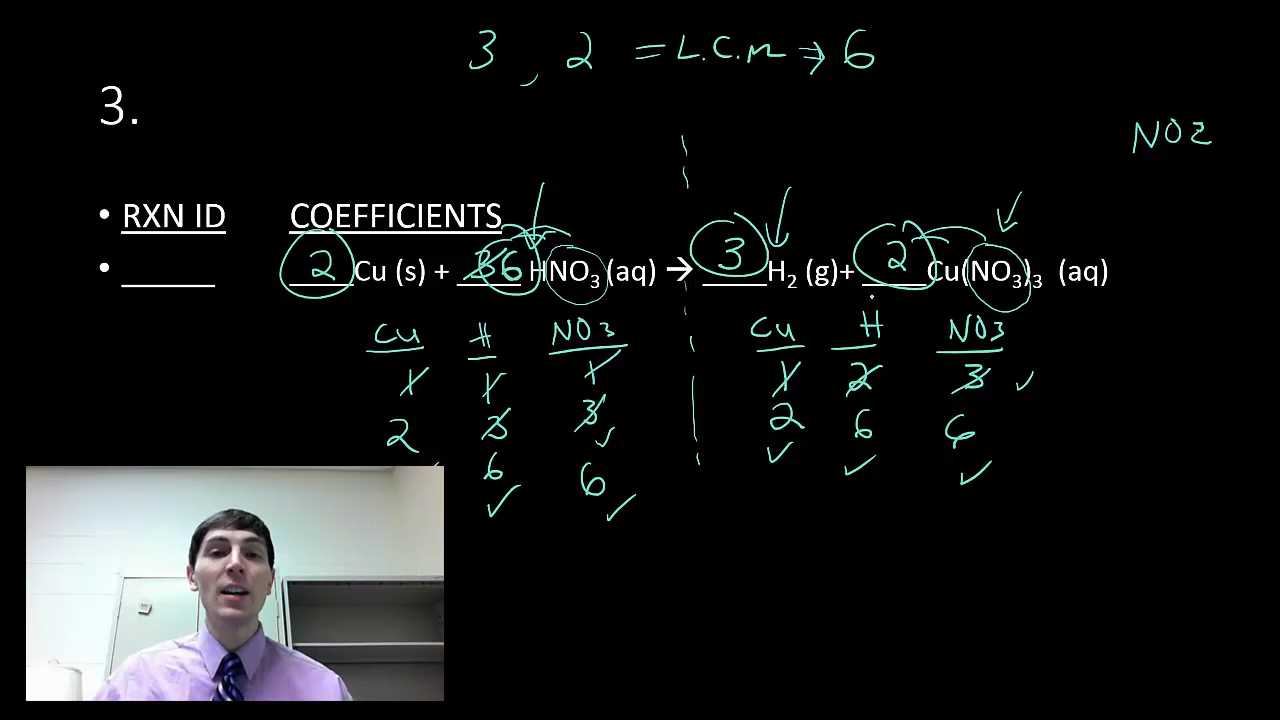 3 , 2 = L.C.M → 6
3.
NO2
• RXN ID COEFFICIENTS
• ______ 2 Cu (s) + 3 6 HNO₃ (aq) → 3 H₂ (g)+ 2 Cu(NO₃)₃ (aq)
Cu H NO3 Cu H NO3
1 1 1 1 2 3 ✓
2 3 3 ✓ 2 6 6
6 6 ✓ ✓ ✓
✓ ✓